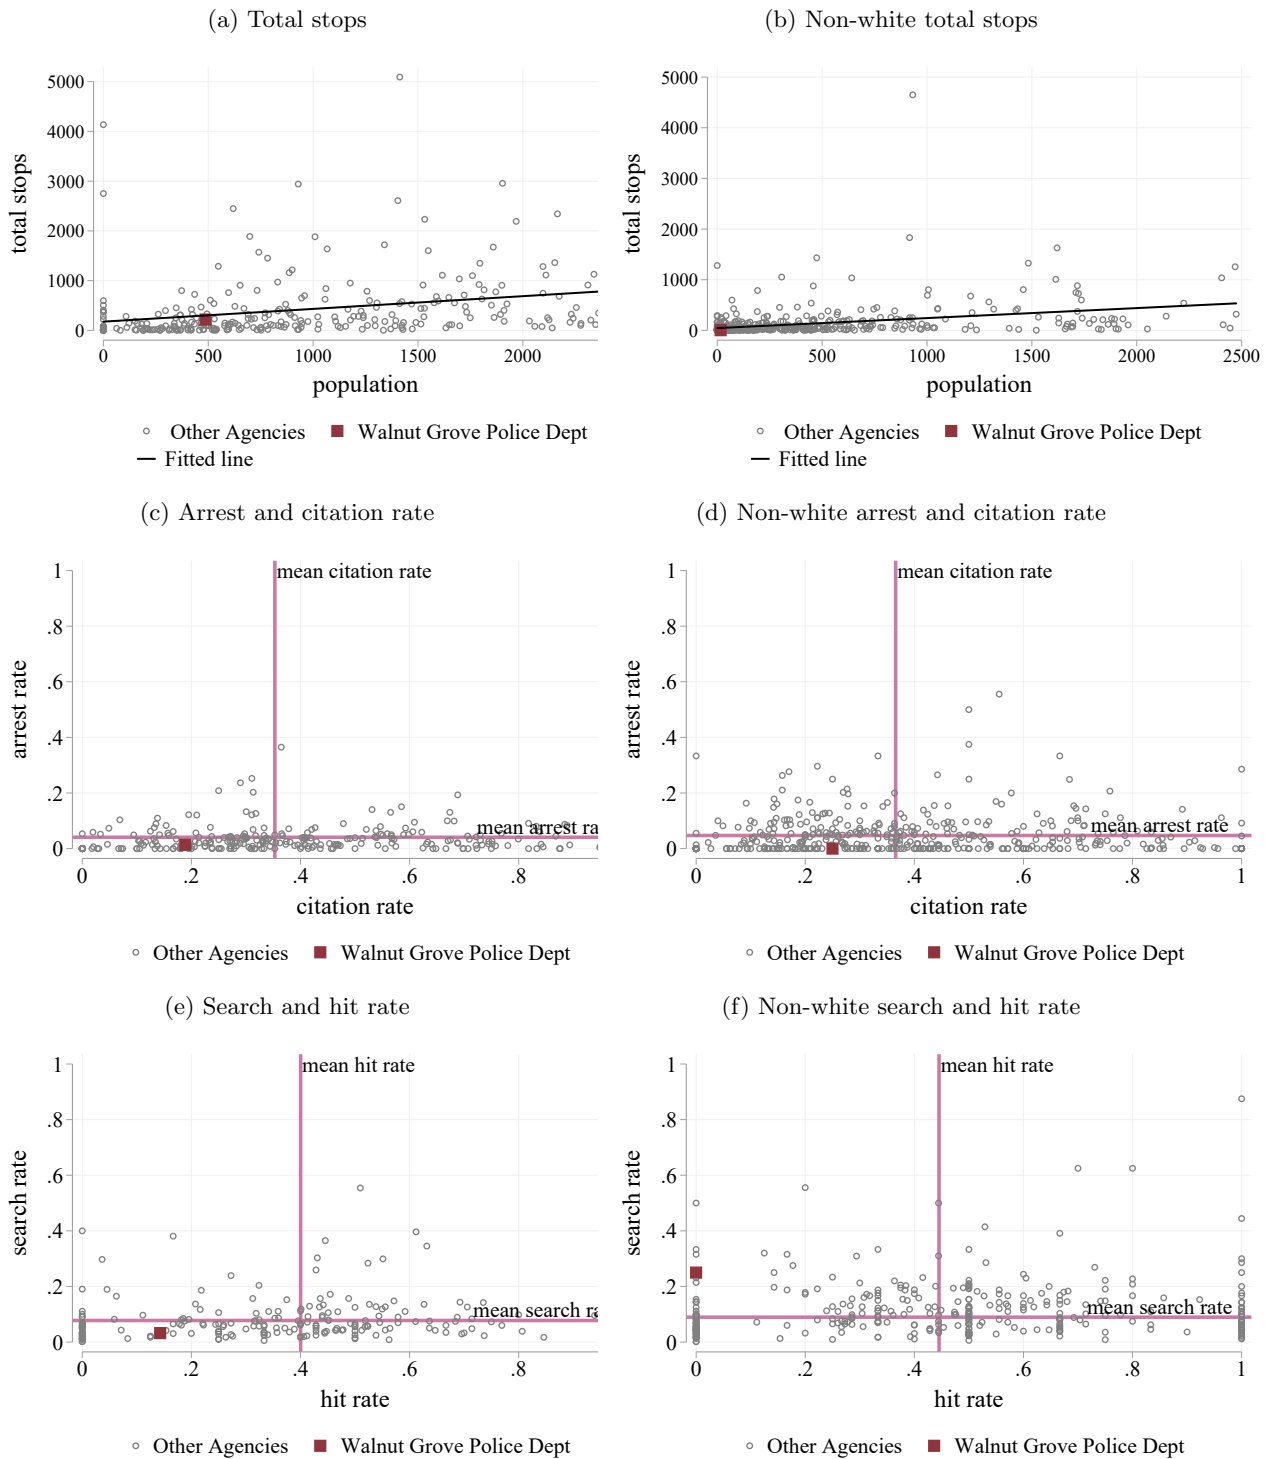 (a) Total stops
(b) Non-white total stops
total stops
5000
4000
3000
2000
1000
0
0 500 1000 1500 2000
population
Other Agencies Walnut Grove Police Dept
Fitted line
total stops
5000
4000
3000
2000
1000
0
0 500 1000 1500 2000 2500
population
Other Agencies Walnut Grove Police Dept
Fitted line
(c) Arrest and citation rate
(d) Non-white arrest and citation rate
arrest rate
1
.8
.6
.4
.2
0
mean citation rate
mean arrest ra
0 .2 .4 .6 .8
citation rate
Other Agencies Walnut Grove Police Dept
arrest rate
1
.8
.6
.4
.2
0
mean citation rate
mean arrest rate
0 .2 .4 .6 .8 1
citation rate
Other Agencies Walnut Grove Police Dept
(e) Search and hit rate
(f) Non-white search and hit rate
search rate
1
.8
.6
.4
.2
0
mean hit rate
mean search ra
0 .2 .4 .6 .8
hit rate
Other Agencies Walnut Grove Police Dept
search rate
1
.8
.6
.4
.2
0
mean hit rate
mean search rate
0 .2 .4 .6 .8 1
hit rate
Other Agencies Walnut Grove Police Dept